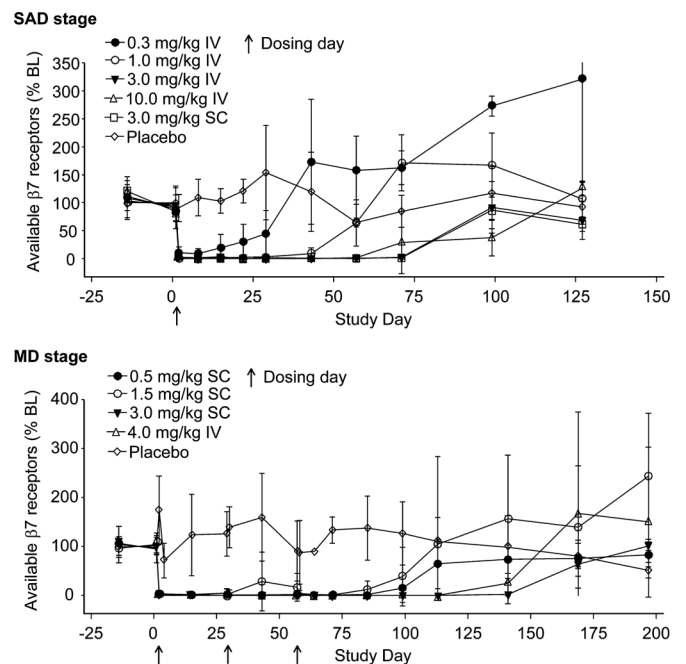 SAD stage
0.3 mg/kg IV ↑ Dosing day
1.0 mg/kg IV
3.0 mg/kg IV
10.0 mg/kg IV
3.0 mg/kg SC
Placebo
Available β7 receptors (% BL)
350
300
250
200
150
100
50
0
-25 0 25 50 75 100 125 150
↑
Study Day
MD stage
0.5 mg/kg SC ↑ Dosing day
1.5 mg/kg SC
3.0 mg/kg SC
4.0 mg/kg IV
Placebo
Available β7 receptors (% BL)
400
300
200
100
0
-25 0 25 50 75 100 125 150 175 200
↑ ↑ ↑
Study Day